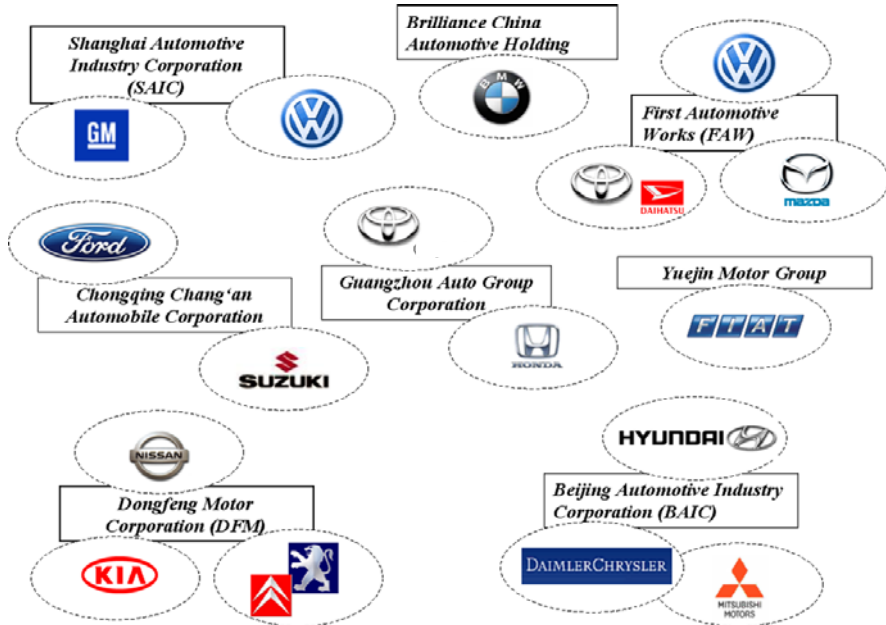 Shanghai Automotive
Industry Corporation
(SAIC)
GM
Brilliance China
Automotive Holding
BMW
First Automotive
Works (FAW)
DAIHATSU
mazda
Ford
Chongqing Chang‘an
Automobile Corporation
SUZUKI
Guangzhou Auto Group
Corporation
HONDA
Yuejin Motor Group
FIAT
NISSAN
Dongfeng Motor
Corporation (DFM)
KIA
HYUNDAI
Beijing Automotive Industry
Corporation (BAIC)
DAIMLERCHRYSLER
MITSUBISHI
MOTORS